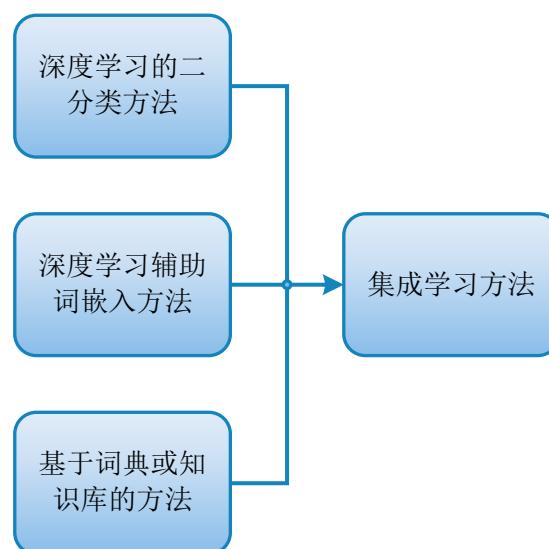 深度学习的二
分类方法
深度学习辅助
词嵌入方法
集成学习方法
基于词典或知
识库的方法